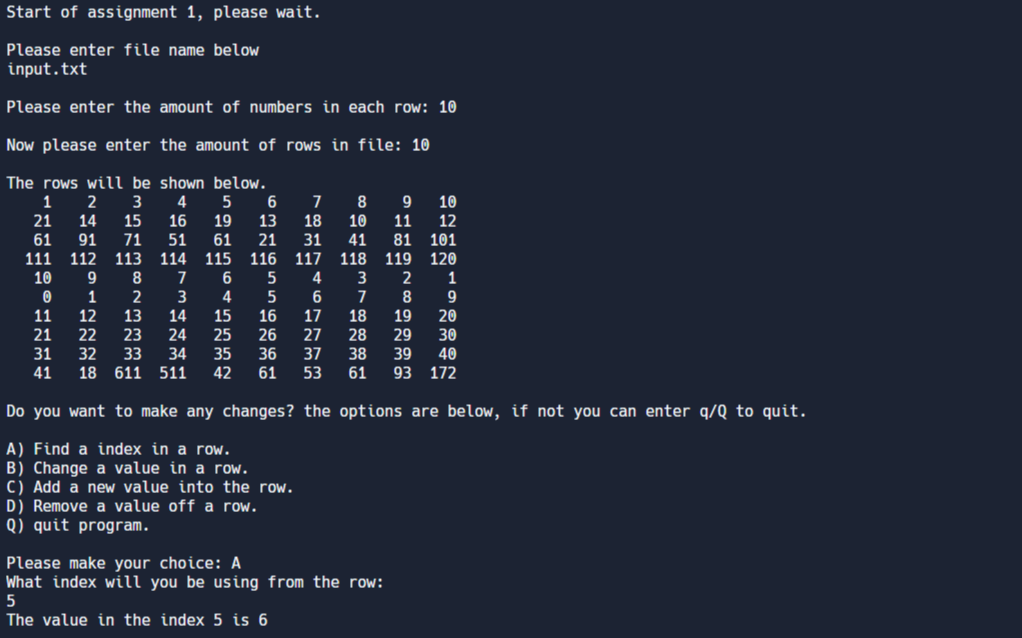 Start of assignment 1, please wait.
Please enter file name below
input.txt
Please enter the amount of numbers in each row: 10
Now please enter the amount of rows in file: 10
The rows will be shown below.
1 2 3 4 5 6 7 8 9 10
21 14 15 16 19 13 18 10 11 12
61 91 71 51 61 21 31 41 81 101
111 112 113 114 115 116 117 118 119 120
10 9 8 7 6 5 4 3 2 1
0 1 2 3 4 5 6 7 8 9
11 12 13 14 15 16 17 18 19 20
21 22 23 24 25 26 27 28 29 30
31 32 33 34 35 36 37 38 39 40
41 18 611 511 42 61 53 61 93 172
Do you want to make any changes? the options are below, if not you can enter q/Q to quit.
A) Find a index in a row.
B) Change a value in a row.
C) Add a new value into the row.
D) Remove a value off a row.
Q) quit program.
Please make your choice: A
What index will you be using from the row:
5
The value in the index 5 is 6